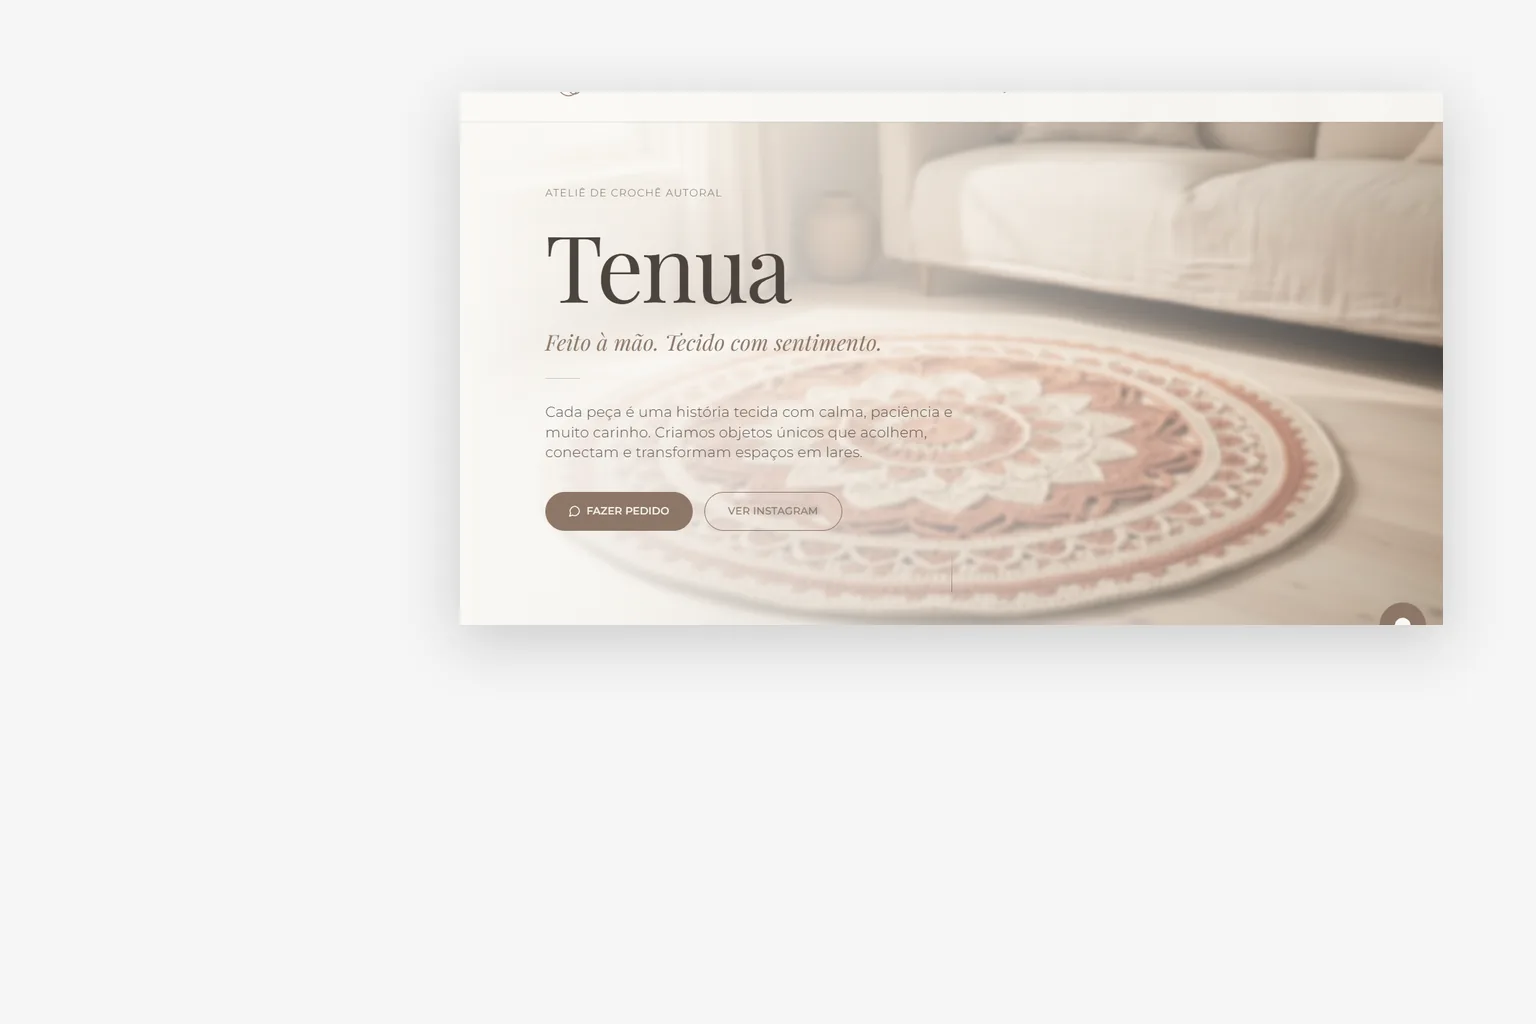 ATELIÊ DE CROCHÊ AUTORAL
Tenua
Feito à mão. Tecido com sentimento.
Cada peça é uma história tecida com calma, paciência e
muito carinho. Criamos objetos únicos que acolhem,
conectam e transformam espaços em lares.
FAZER PEDIDO
VER INSTAGRAM